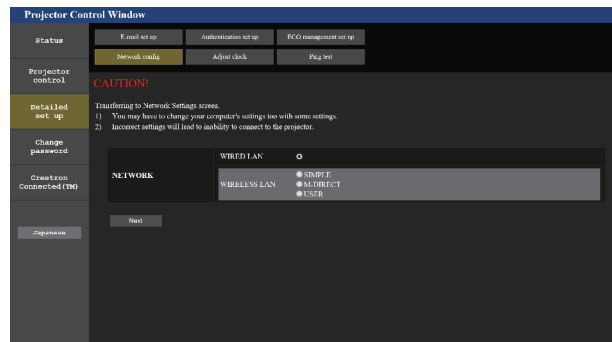 Projector Control Window
Status
E-mail set up
Authentication set up
ECO management set up
Network config
Adjust clock
Ping test
Projector
control
CAUTION!
Detailed
set up
Transferring to Network Settings screen.
1) You may have to change your computer's settings too with some settings.
2) Incorrect settings will lead to inability to connect to the projector.
Change
password
WIRED LAN
NETWORK
WIRELESS LAN
SIMPLE
M-DIRECT
USER
Crestron
Connected(TM)
Next
Japanese